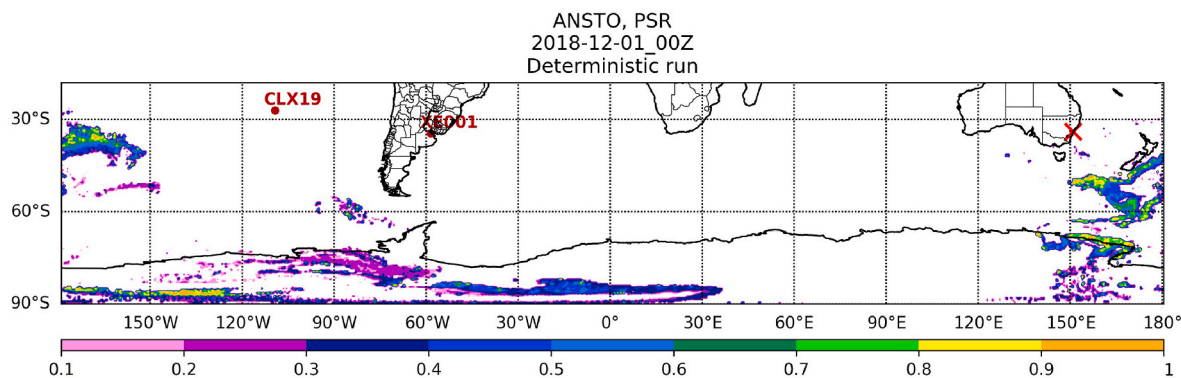 ANSTO, PSR
2018-12-01_00Z
Deterministic run
CLX19
XE001
30°S
60°S
90°S
150°W 120°W 90°W 60°W 30°W 0° 30°E 60°E 90°E 120°E 150°E 180°
0.1 0.2 0.3 0.4 0.5 0.6 0.7 0.8 0.9 1